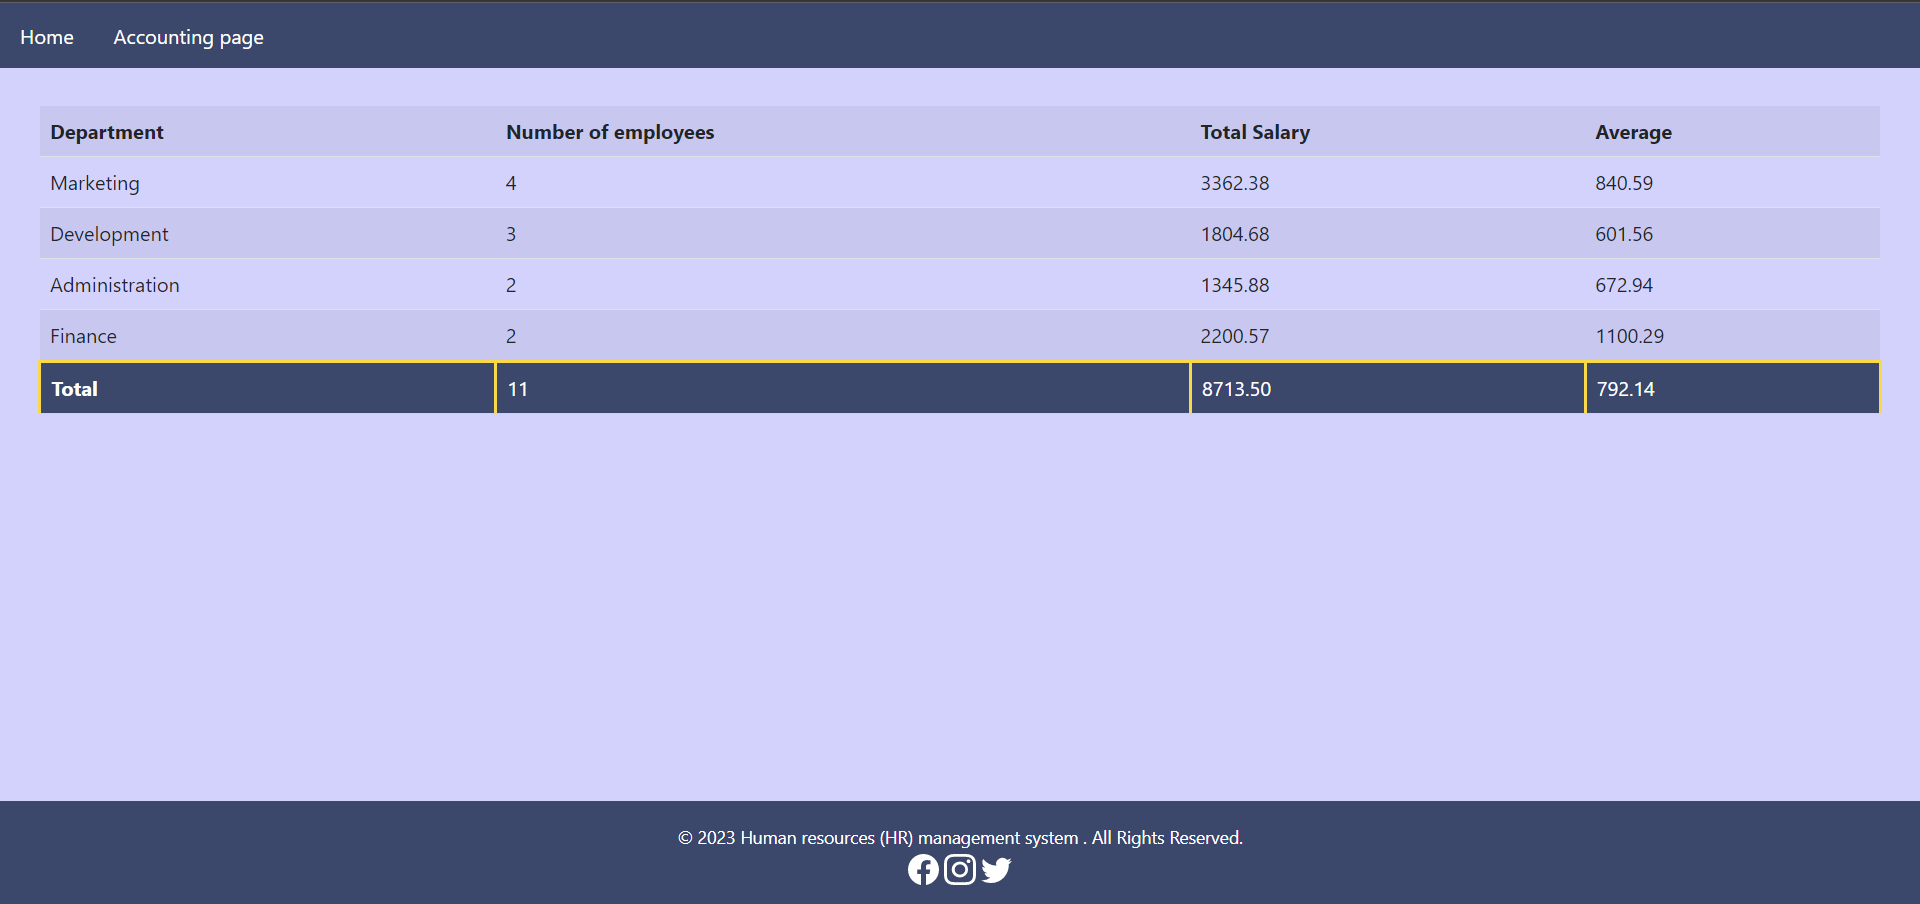 Home Accounting page
Department Number of employees Total Salary Average
Marketing 4 3362.38 840.59
Development 3 1804.68 601.56
Administration 2 1345.88 672.94
Finance 2 2200.57 1100.29
Total 11 8713.50 792.14
© 2023 Human resources (HR) management system . All Rights Reserved.